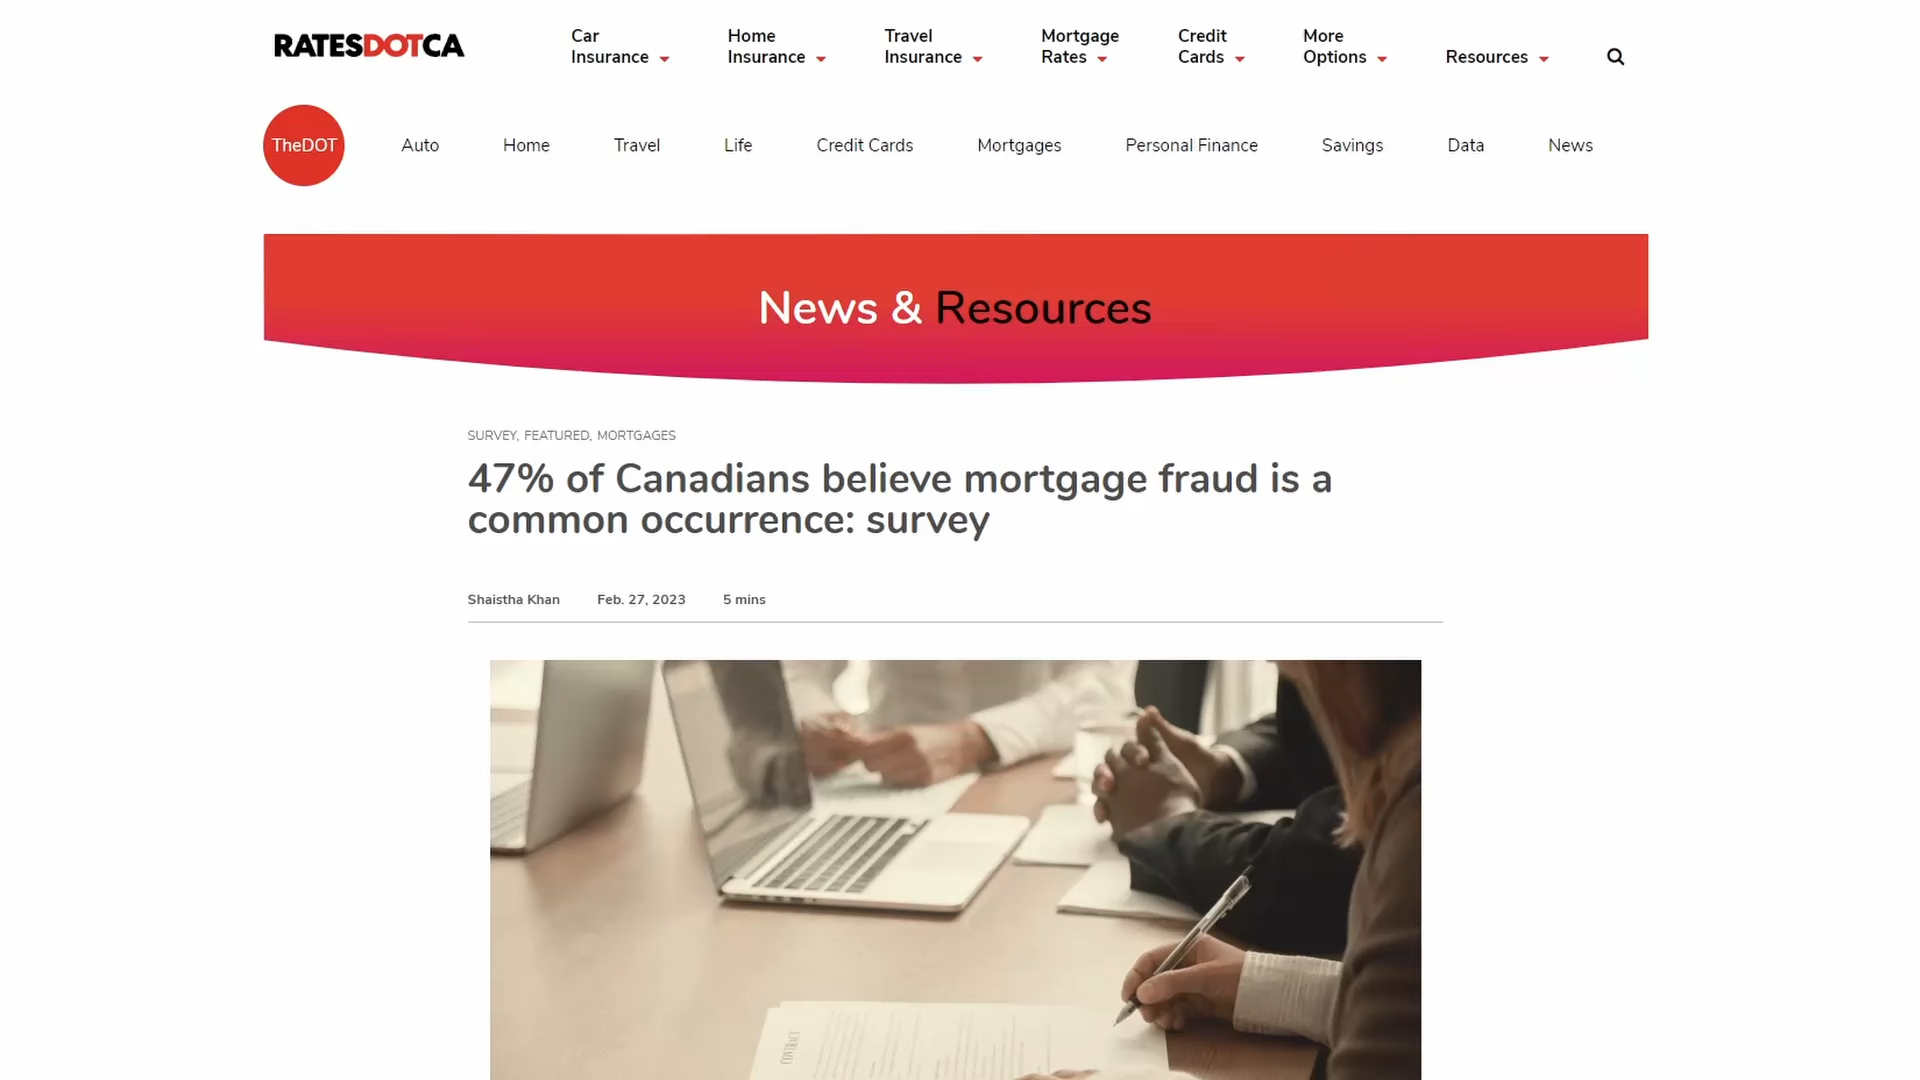 RATESDOTCA
Car
Insurance
Home
Insurance
Travel
Insurance
Mortgage
Rates
Credit
Cards
More
Options
Resources
TheDOT
Auto
Home
Travel
Life
Credit Cards
Mortgages
Personal Finance
Savings
Data
News
News & Resources
SURVEY, FEATURED, MORTGAGES
47% of Canadians believe mortgage fraud is a
common occurrence: survey
Shaistha Khan
Feb. 27, 2023
5 mins
CONTRACT